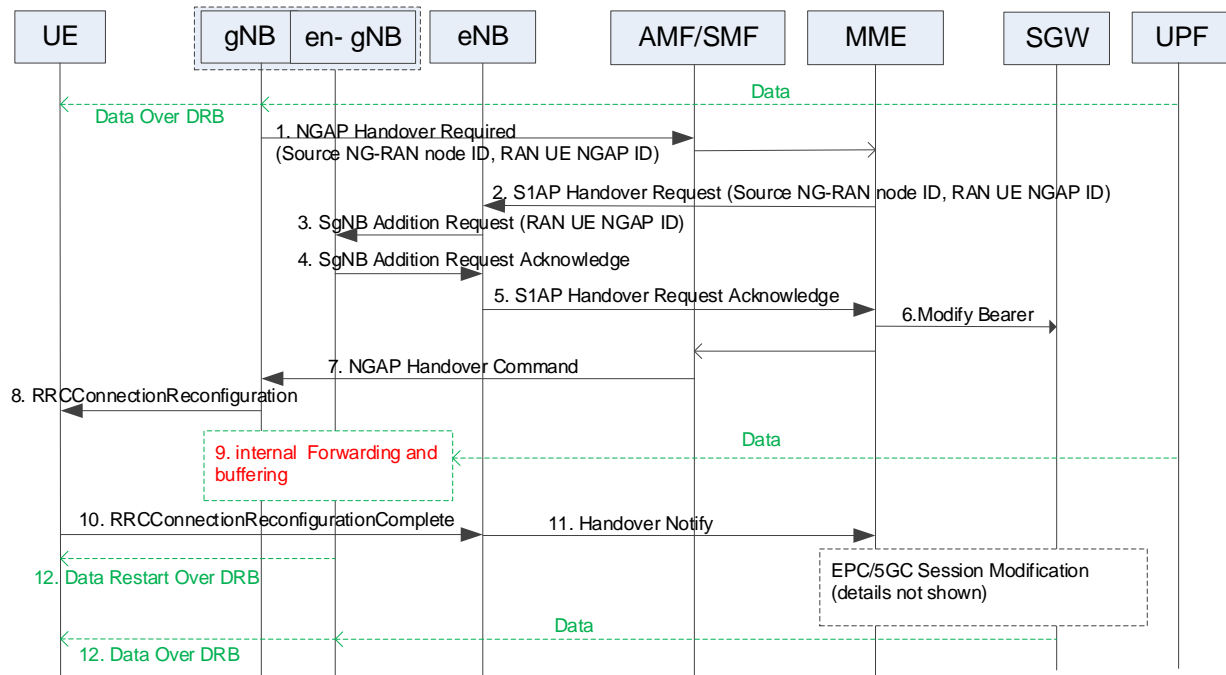 UE
gNB
en- gNB
eNB
AMF/SMF
MME
SGW
UPF
Data
Data Over DRB
1. NGAP Handover Required
(Source NG-RAN node ID, RAN UE NGAP ID)
2. S1AP Handover Request (Source NG-RAN node ID, RAN UE NGAP ID)
3. SgNB Addition Request (RAN UE NGAP ID)
4. SgNB Addition Request Acknowledge
5. S1AP Handover Request Acknowledge
6.Modify Bearer
7. NGAP Handover Command
8. RRCConnectionReconfiguration
9. internal Forwarding and
buffering
Data
10. RRCConnectionReconfigurationComplete
11. Handover Notify
12. Data Restart Over DRB
EPC/5GC Session Modification
(details not shown)
Data
12. Data Over DRB